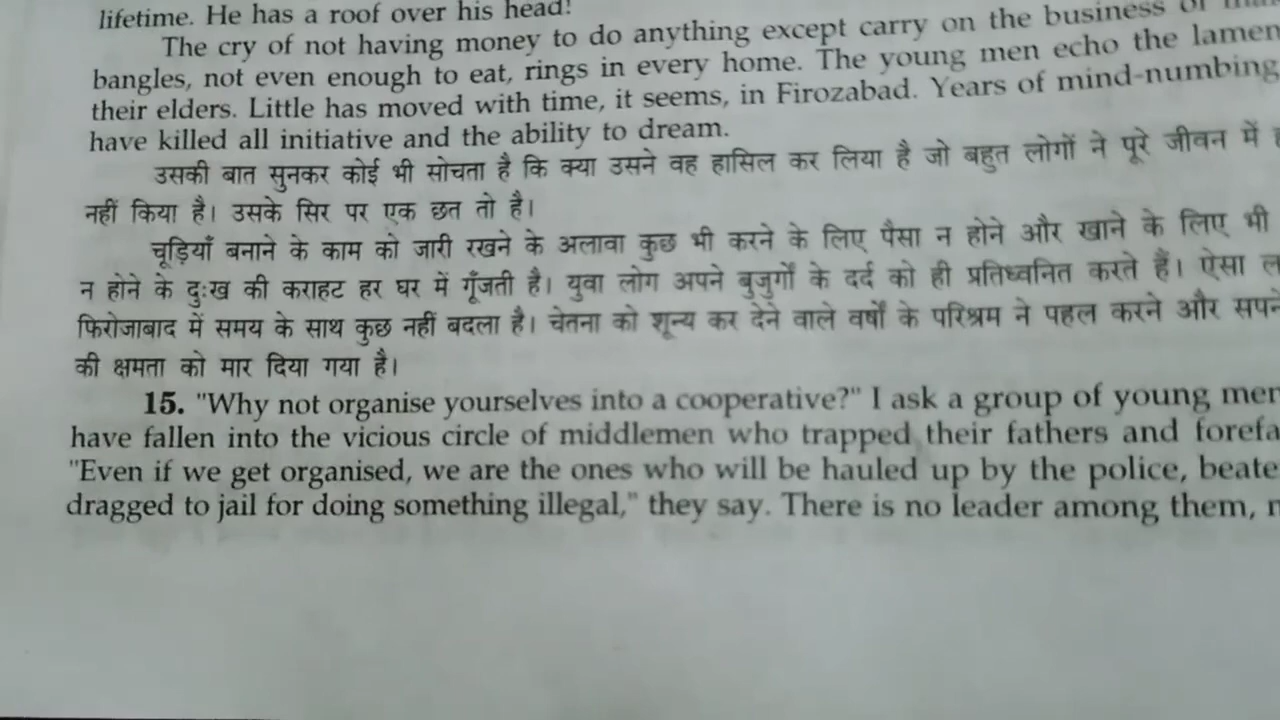 lifetime. He has a roof over his head!
The cry of not having money to do anything except carry on the business of
bangles, not even enough to eat, rings in every home. The young men echo the
their elders. Little has moved with time, it seems, in Firozabad. Years of mind-numbing
have killed all initiative and the ability to dream.
उसकी बात सुनकर कोई भी सोचता है कि क्या उसने वह हासिल कर लिया है जो बहुत लोगों ने पूरे जीवन में
नहीं किया है। उसके सिर पर एक छत तो है।
चूड़ियाँ बनाने के काम को जारी रखने के अलावा कुछ भी करने के लिए पैसा न होने और खाने के लिए भी
न होने के दुःख की कराहट हर घर में गूँजती है। युवा लोग अपने बुजुर्गों के दर्द को ही प्रतिध्वनित करते हैं। ऐसा
फिरोजाबाद में समय के साथ कुछ नहीं बदला है। चेतना को शून्य कर देने वाले वर्षों के परिश्रम ने पहल करने और
की क्षमता को मार दिया गया है।
15. "Why not organise yourselves into a cooperative?" I ask a group of young
have fallen into the vicious circle of middlemen who trapped their fathers and
"Even if we get organised, we are the ones who will be hauled up by the police,
dragged to jail for doing something illegal," they say. There is no leader among them,